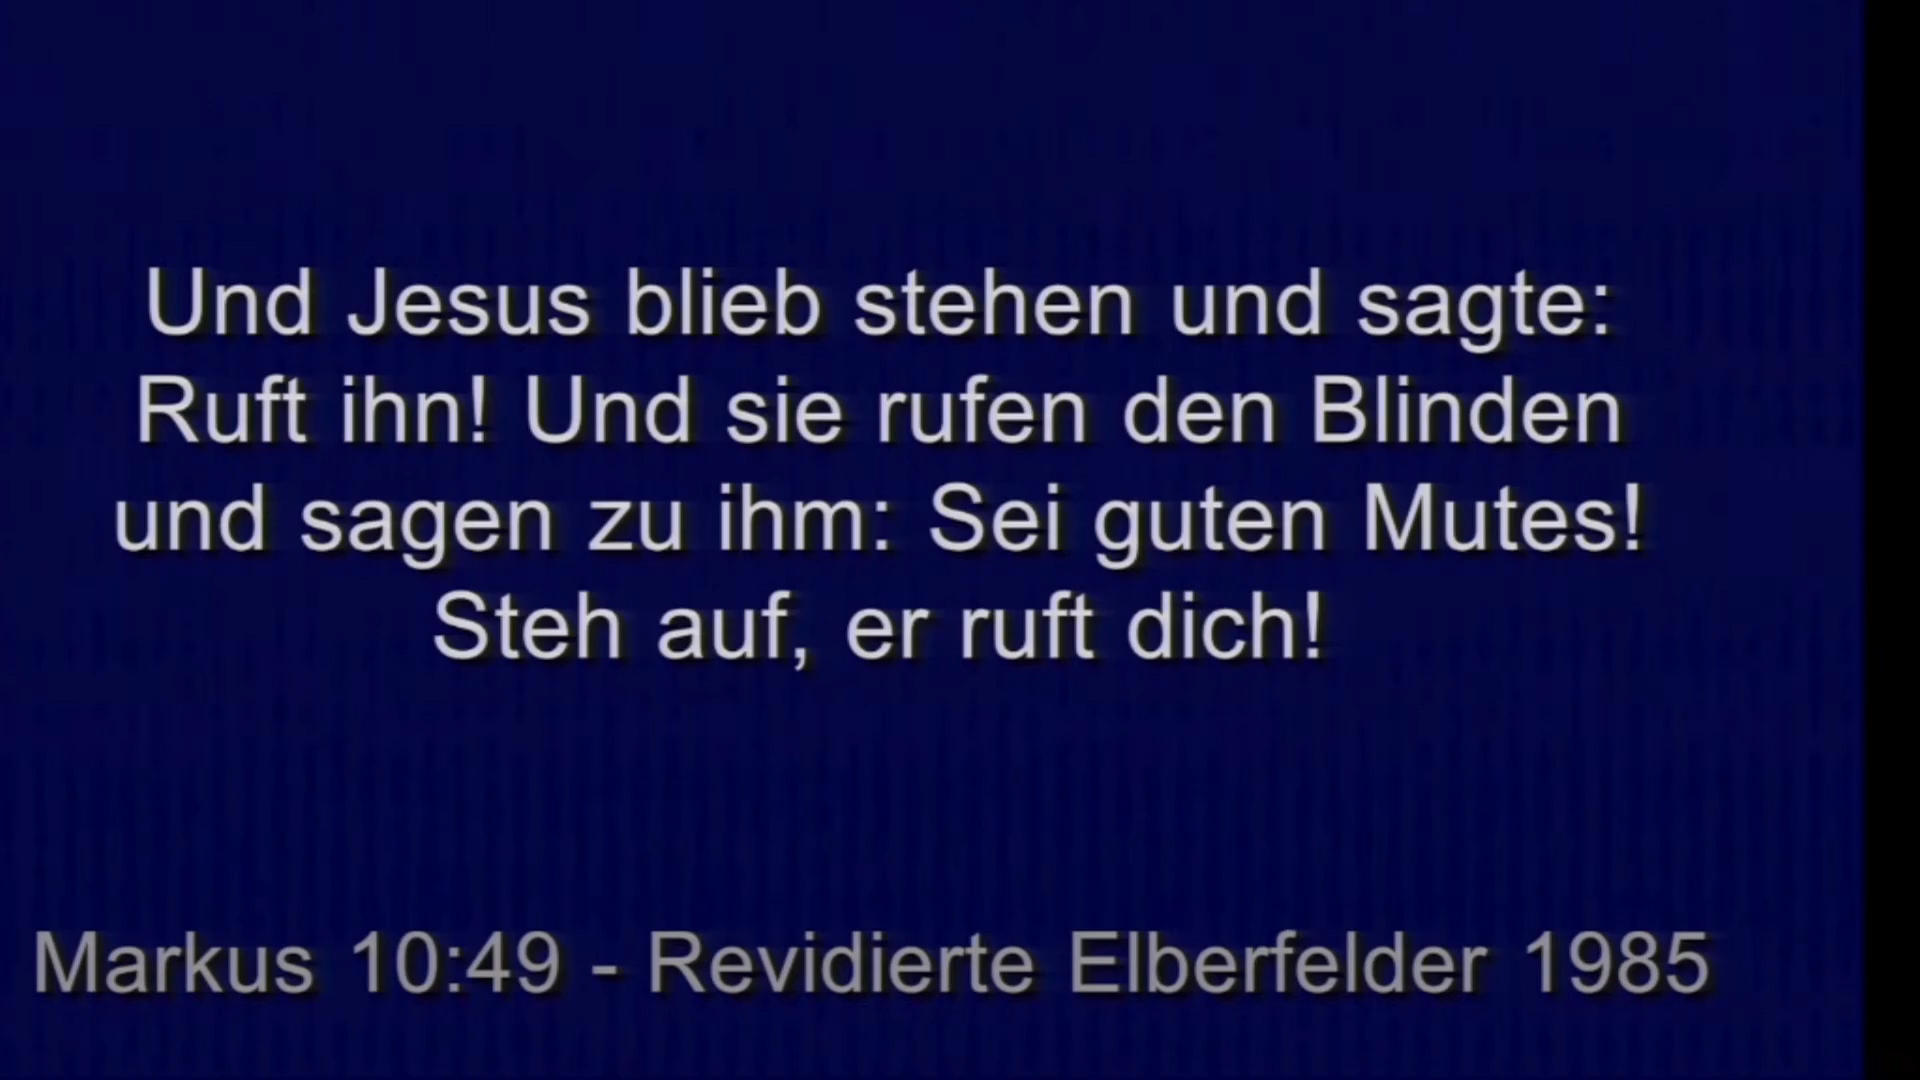 Und Jesus blieb stehen und sagte:
Ruft ihn! Und sie rufen den Blinden
und sagen zu ihm: Sei guten Mutes!
Steh auf, er ruft dich!
Markus 10:49 - Revidierte Elberfelder 1985